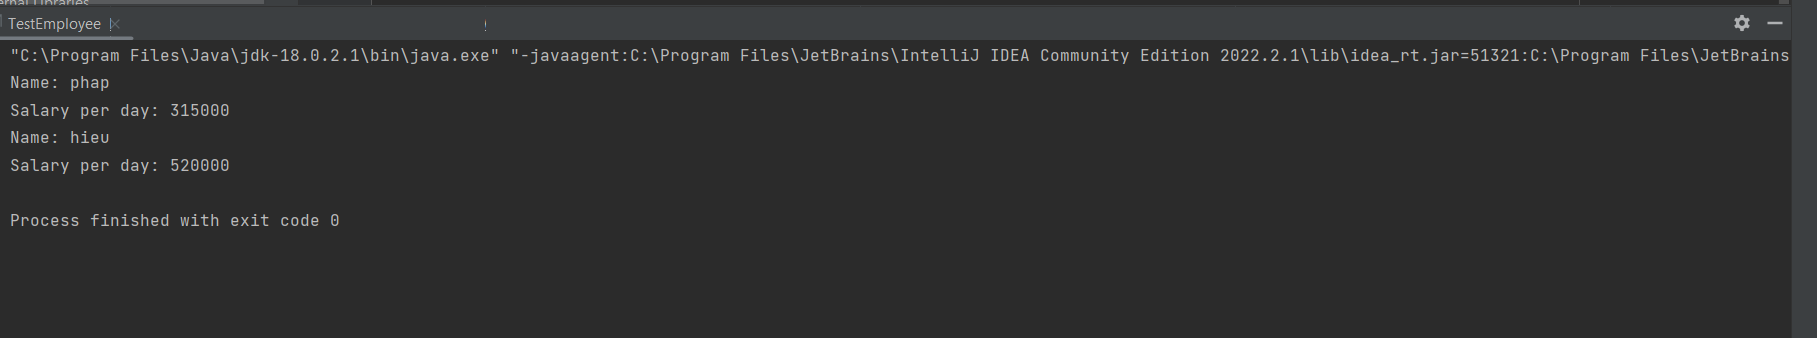 TestEmployee
"C:\Program Files\Java\jdk-18.0.2.1\bin\java.exe" "-javaagent:C:\Program Files\JetBrains\IntelliJ IDEA Community Edition 2022.2.1\lib\idea_rt.jar=51321:C:\Program Files\JetBrains
Name: phap
Salary per day: 315000
Name: hieu
Salary per day: 520000
Process finished with exit code 0